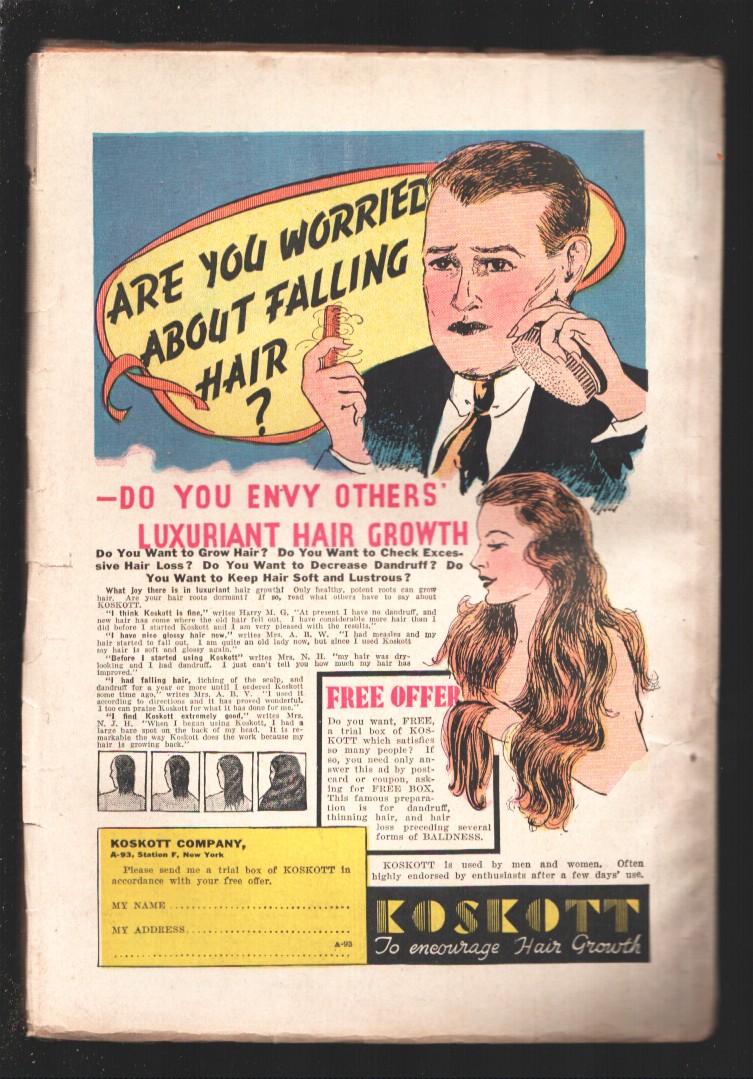 ARE YOU WORRIED
ABOUT FALLING
HAIR
?
—DO YOU ENVY OTHERS'
LUXURIANT HAIR GROWTH
Do You Want to Grow Hair? Do You Want to Check Exces-
sive Hair Loss? Do You Want to Decrease Dandruff? Do
You Want to Keep Hair Soft and Lustrous?
What joy there is in luxuriant hair growth! Only healthy, potent roots can grow
hair. Are your hair roots dormant? If so, read what others have to say about
KOSKOTT.
"I think Koskott is fine," writes Harry M. G. "At present I have no dandruff, and
new hair has come where the old hair fell out. I have considerable more hair than I
did before I started Koskott and I am very pleased with the results."
"I have nice glossy hair now," writes Mrs. A. B. W. "I had measles and my
hair started to fall out. I am quite an old lady now, but since I used Koskott
my hair is soft and glossy again."
"Before I started using Koskott" writes Mrs. N. H. "my hair was dry-
looking and I had dandruff. I just can't tell you how much my hair has
improved."
"I had falling hair, itching of the scalp, and
dandruff for a year or more until I ordered Koskott
some time ago," writes Mrs. A. B. V. "I used it
according to directions and it has proved wonderful.
I too can praise Koskott for what it has done for me."
"I find Koskott extremely good," writes Mrs.
N. J. H. "When I began using Koskott, I had a
large bare spot on the back of my head. It is re-
markable the way Koskott does the work because my
hair is growing back."
FREE OFFER
Do you want, FREE,
a trial box of KOS-
KOTT which satisfies
so many people? If
so, you need only an-
swer this ad by post-
card or coupon, ask-
ing for FREE BOX.
This famous prepara-
tion is for dandruff,
thinning hair, and hair
loss preceding several
forms of BALDNESS.
KOSKOTT COMPANY,
A-93, Station F, New York
Please send me a trial box of KOSKOTT in
accordance with your free offer.
MY NAME ..............................
MY ADDRESS..............................
A-93
KOSKOTT is used by men and women. Often
highly endorsed by enthusiasts after a few days' use.
KOSKOTT
To encourage Hair Growth